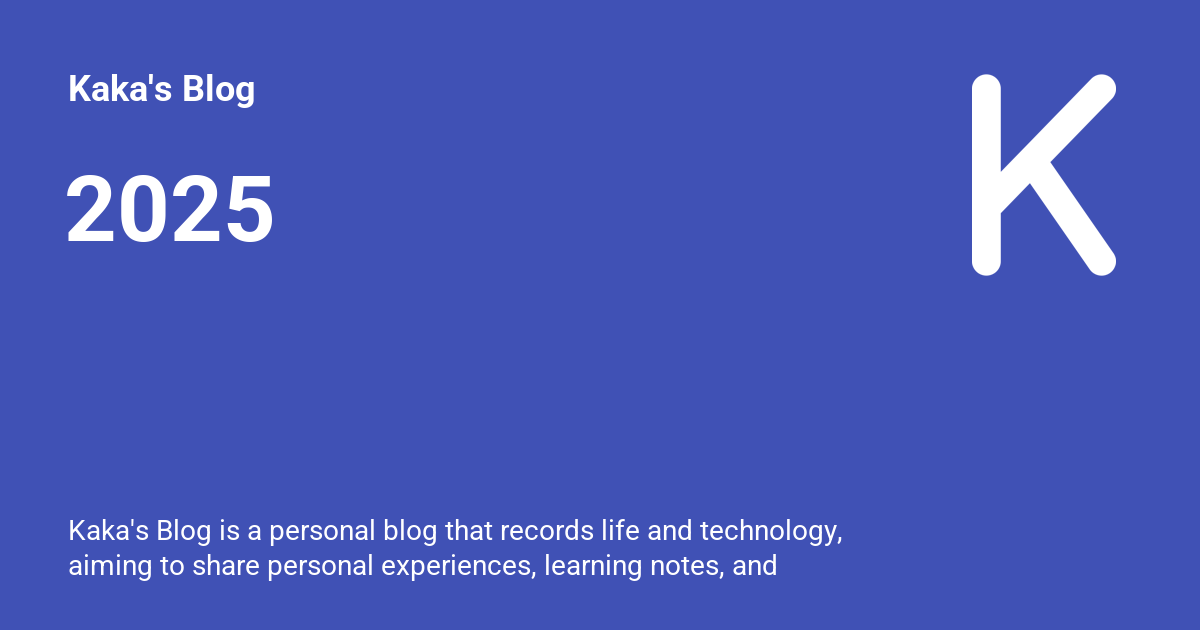 Kaka's Blog
K
2025
Kaka's Blog is a personal blog that records life and technology,
aiming to share personal experiences, learning notes, and